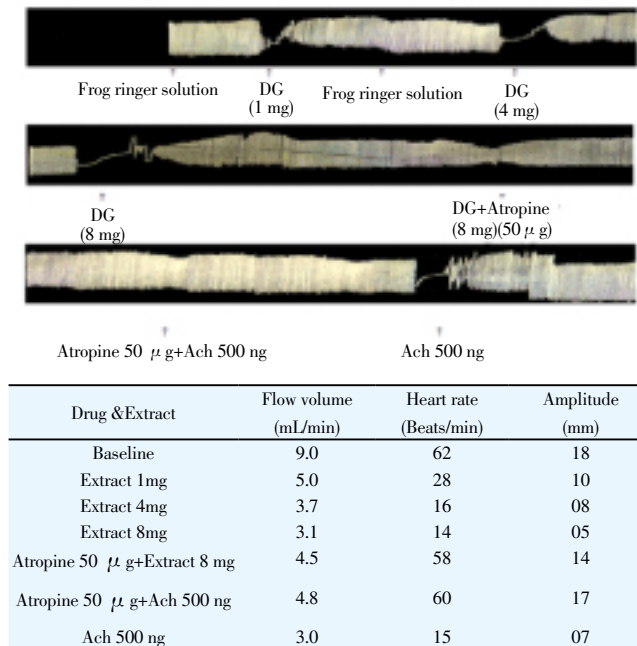 Frog ringer solution DG Frog ringer solution DG
(1 mg) (4 mg)
DG DG+Atropine
(8 mg) (8 mg)(50 μ g)
Atropine 50 μ g+Ach 500 ng Ach 500 ng
Drug &Extract Flow volume Heart rate Amplitude
(mL/min) (Beats/min) (mm)
Baseline 9.0 62 18
Extract 1mg 5.0 28 10
Extract 4mg 3.7 16 08
Extract 8mg 3.1 14 05
Atropine 50 μ g+Extract 8 mg 4.5 58 14
Atropine 50 μ g+Ach 500 ng 4.8 60 17
Ach 500 ng 3.0 15 07